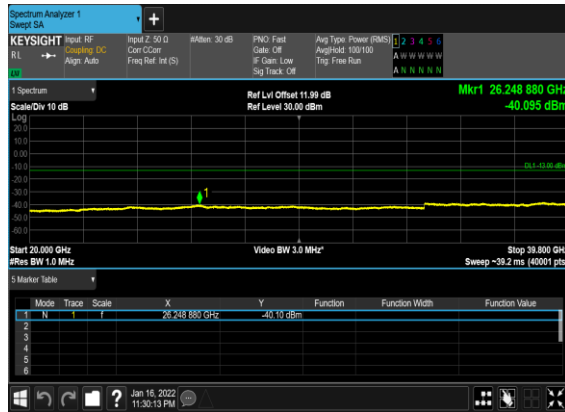 Spectrum Analyzer 1
Swept SA
+
KEYSIGHT Input: RF Input Z: 50 Ω #Atten: 30 dB PNO: Fast Avg Type: Power (RMS) 1 2 3 4 5 6
RL Coupling: DC Corr CCorr Gate: Off Avg|Hold: 100/100 A W W W W W
Align: Auto Freq Ref: Int (S) IF Gain: Low Trig: Free Run
Sig Track: Off A N N N N N
LU
1 Spectrum Ref Lvl Offset 11.99 dB Mkr1 26.248 880 GHz
Scale/Div 10 dB Ref Level 30.00 dBm -40.095 dBm
Log
20.0
10.0
0.00
-10.0
DL1 -13.00 dBm
-20.0
-30.0
1
-40.0
-50.0
-60.0
Start 20.000 GHz Video BW 3.0 MHz* Stop 39.800 GHz
#Res BW 1.0 MHz Sweep ~39.2 ms (40001 pts)
5 Marker Table
Mode Trace Scale X Y Function Function Width Function Value
1 N 1 f 26.248 880 GHz -40.10 dBm
2
3
4
5
6
? Jan 16, 2022
11:30:13 PM